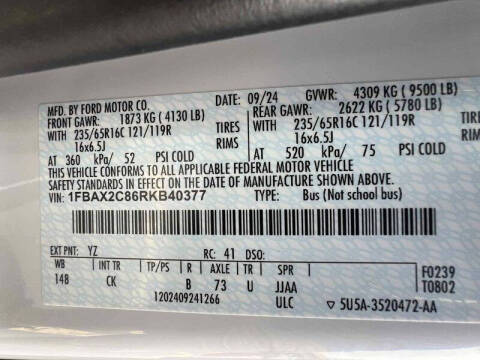 MFD. BY FORD MOTOR CO.
DATE: 09/24 GVWR: 4309 KG ( 9500 LB)
FRONT GAWR: 1873 KG ( 4130 LB) REAR GAWR: 2622 KG ( 5780 LB)
WITH 235/65R16C 121/119R TIRES WITH 235/65R16C 121/119R TIRES
16x6.5J RIMS 16x6.5J RIMS
AT 360 kPa/ 52 PSI COLD AT 520 kPa/ 75 PSI COLD
THIS VEHICLE CONFORMS TO ALL APPLICABLE FEDERAL MOTOR VEHICLE
SAFETY STANDARDS IN EFFECT ON THE DATE OF MANUFACTURE SHOWN ABOVE.
VIN: 1FBAX2C86RKB40377 TYPE: Bus (Not school bus)
EXT PNT: YZ RC: 41 DSO:
WB INT TR TP/PS R AXLE TR SPR F0239
148 CK B 73 U JJAA T0802
1202409241266 ULC ▽ 5U5A-3520472-AA